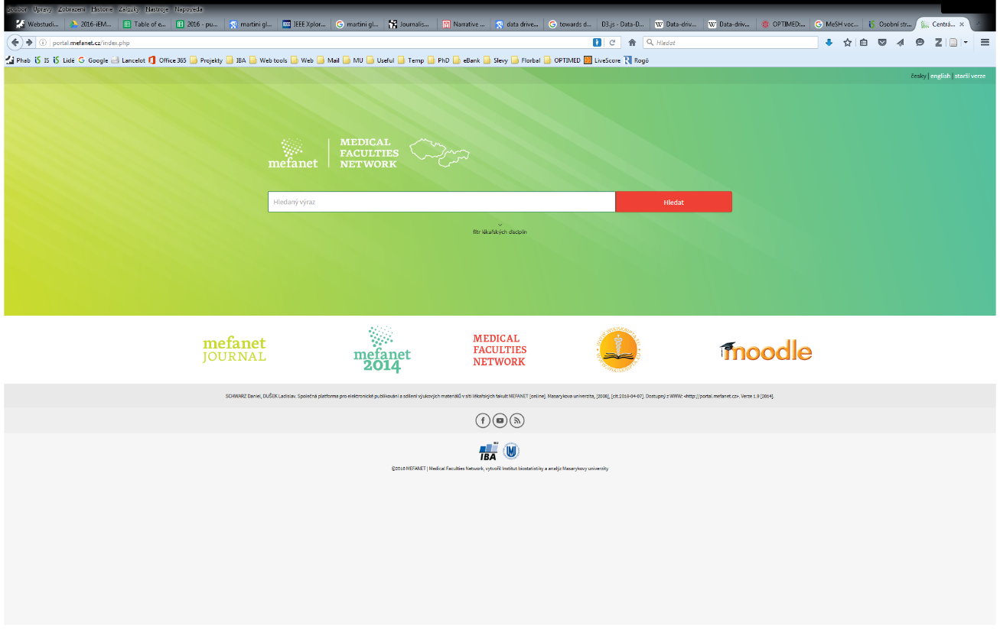 Soubor Úpravy Zobrazení Historie Záložky Nástroje Nápověda
Webstudi... 2016-iEM... Table of e... 2016 - pu... martini gl... IEEE Xplor... martini gl... Journalis... Narrative ... data drive... towards d... D3.js - Data-D... Data-driv... Data-driv... OPTIMED:... MeSH voc... Osobní str... Centrá...
portal.mefanet.cz/index.php
Hledat
Phab IS Lidé Google Lancelot Office 365 Projekty IBA Web tools Web Mail MU Useful Temp PhD eBank Slevy Florbal OPTIMED LiveScore Rogō
česky | english | starší verze
mefanet
MEDICAL
FACULTIES
NETWORK
Hledaný výraz
Hledat
filtr lékařských disciplín
mefanet
JOURNAL
mefanet
2014
MEDICAL
FACULTIES
NETWORK
moodle
SCHWARZ Daniel, DUŠEK Ladislav. Společná platforma pro elektronické publikování a sdílení výukových materiálů v síti lékařských fakult MEFANET [online]. Masarykova univerzita, [2008], [cit.2016-04-07]. Dostupný z WWW: <http://portal.mefanet.cz>. Verze 1.9 [2014].
IBA
©2016 MEFANET | Medical Faculties Network, vytvořil Institut biostatistiky a analýz Masarykovy univerzity